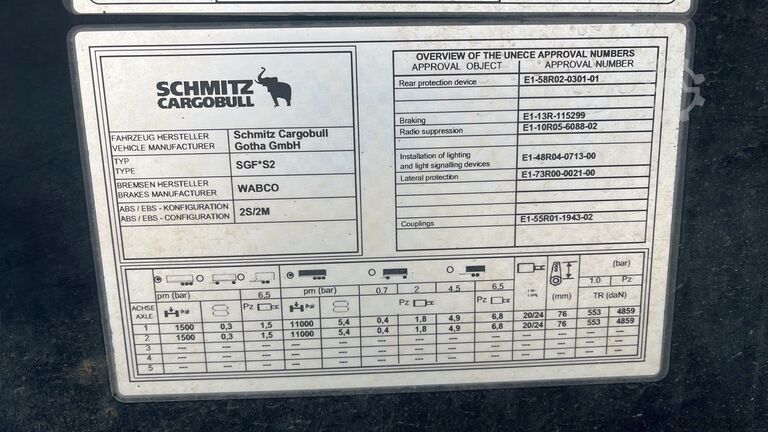 SCHMITZ
CARGOBULL
FAHRZEUG HERSTELLER
VEHICLE MANUFACTURER
Schmitz Cargobull
Gotha GmbH
TYP
TYPE
SGF*S2
BREMSEN HERSTELLER
BRAKES MANUFACTURER
WABCO
ABS / EBS - KONFIGURATION
ABS / EBS - CONFIGURATION
2S/2M
OVERVIEW OF THE UNECE APPROVAL NUMBERS
APPROVAL OBJECT APPROVAL NUMBER
Rear protection device E1-58R02-0301-01
Braking E1-13R-115299
Radio suppression E1-10R05-6088-02
Installation of lighting
and light signalling devices
E1-48R04-0713-00
Lateral protection E1-73R00-0021-00
Couplings E1-55R01-1943-02
(bar)
pm (bar) 6,5 pm (bar) 0,7 2 4,5 6,5 1.0 Pz
ACHSE
AXLE
Pz Pz Pz (mm) TR (daN)
1 1500 0,3 1,5 11000 5,4 0,4 1,8 4,9 6,8 20/24 76 553 4859
2 1500 0,3 1,5 11000 5,4 0,4 1,8 4,9 6,8 20/24 76 553 4859
3 --- --- --- --- --- --- --- --- --- --- --- --- ---
4 --- --- --- --- --- --- --- --- --- --- --- --- ---
5 --- --- --- --- --- --- --- --- --- --- --- --- ---